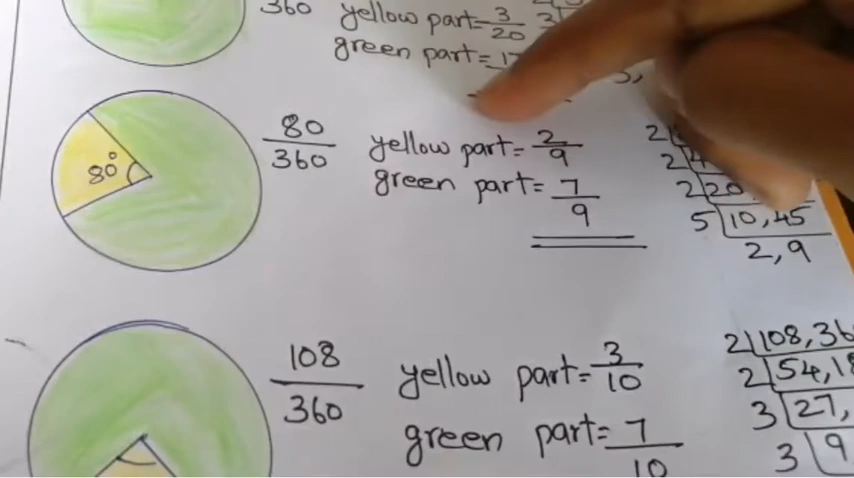 360 yellow part = 3/20 3
green part =
80° 80/360 yellow part = 2/9
green part = 7/9
2
2
2 20
5 10, 45
2, 9
108/360 yellow part = 3/10
green part = 7/10
2 108, 36
2 54, 18
3 27,
3 9